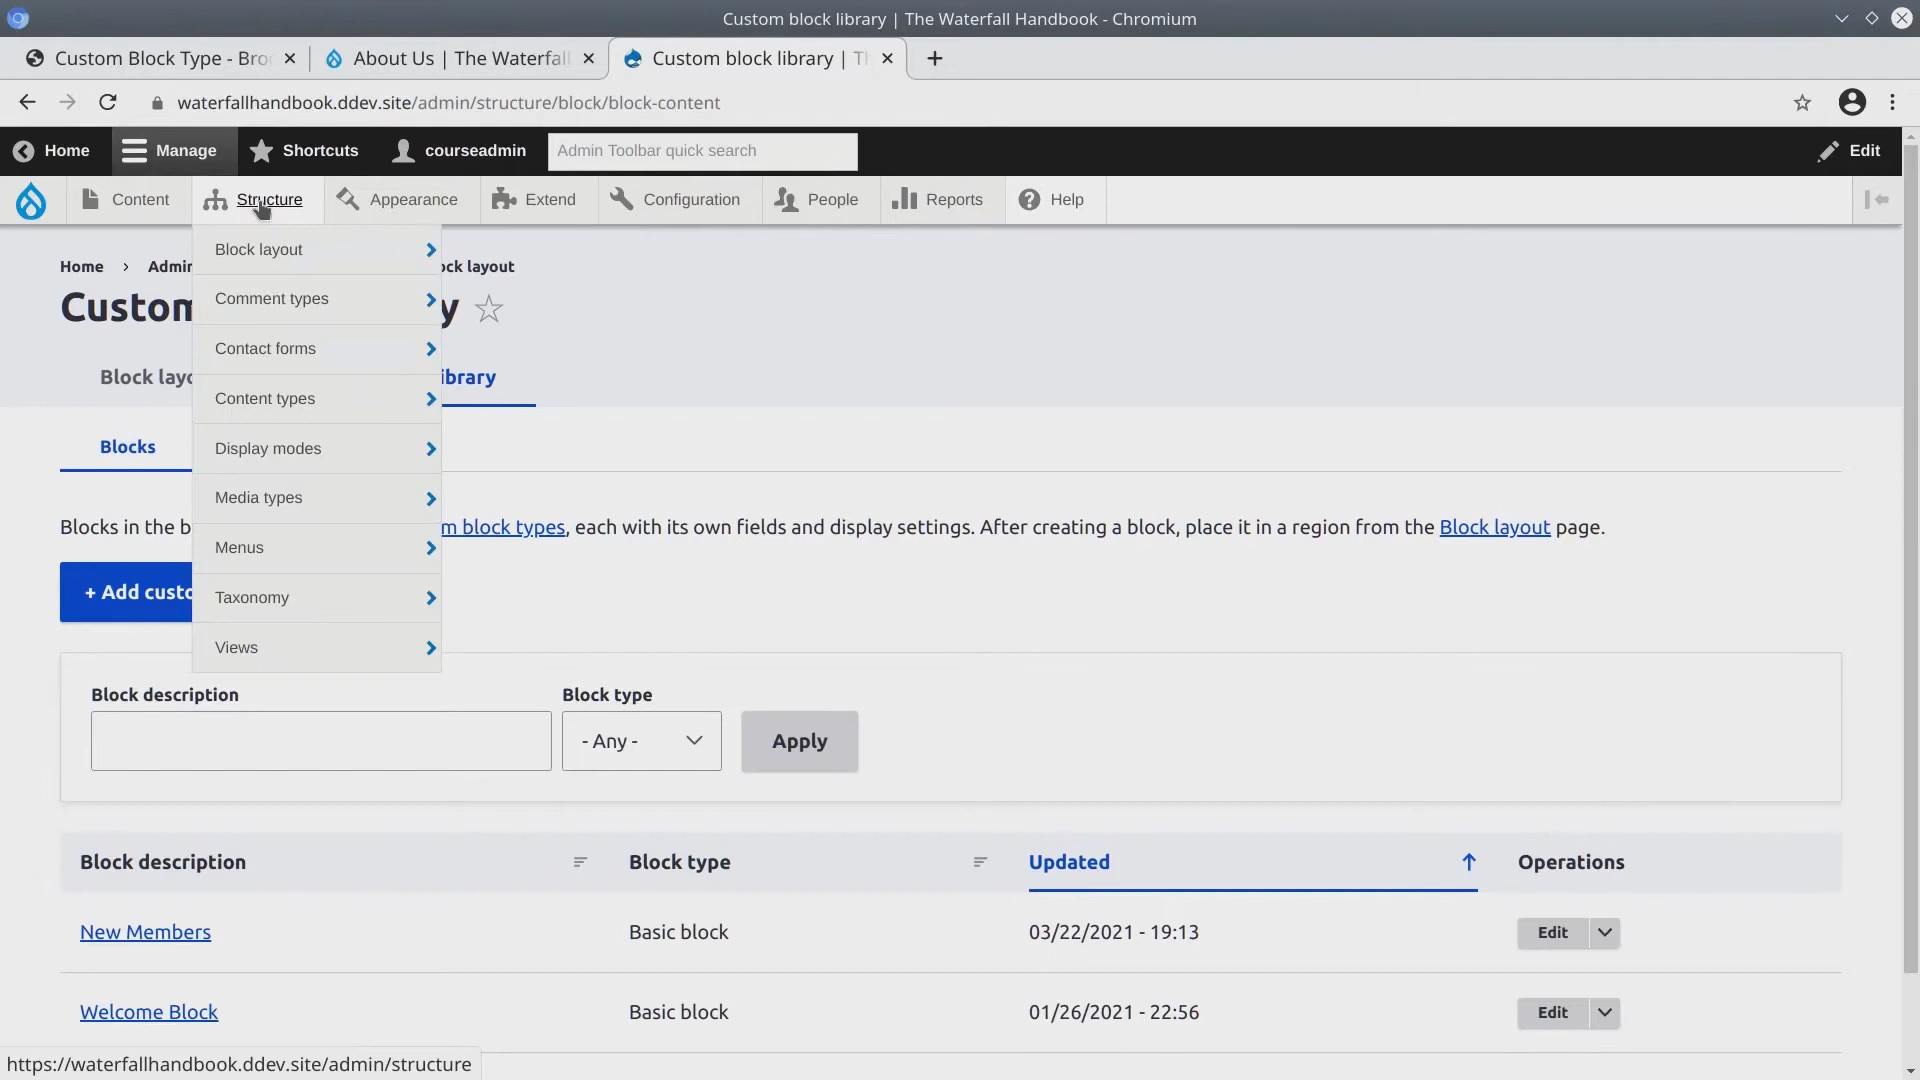 Custom block library | The Waterfall Handbook - Chromium
Custom Block Type - Bro
About Us | The Waterfall
Custom block library | Th
waterfallhandbook.ddev.site/admin/structure/block/block-content
Home
Manage
Shortcuts
courseadmin
Admin Toolbar quick search
Edit
Content
Structure
Appearance
Extend
Configuration
People
Reports
Help
Block layout
Comment types
Contact forms
Content types
Display modes
Media types
Menus
Taxonomy
Views
Home › Admin ock layout
Custom y
Block layo ibrary
Blocks
Blocks in the b m block types, each with its own fields and display settings. After creating a block, place it in a region from the Block layout page.
+ Add custo
Block description
Block type
- Any -
Apply
Block description Block type Updated Operations
New Members Basic block 03/22/2021 - 19:13 Edit
Welcome Block Basic block 01/26/2021 - 22:56 Edit
https://waterfallhandbook.ddev.site/admin/structure